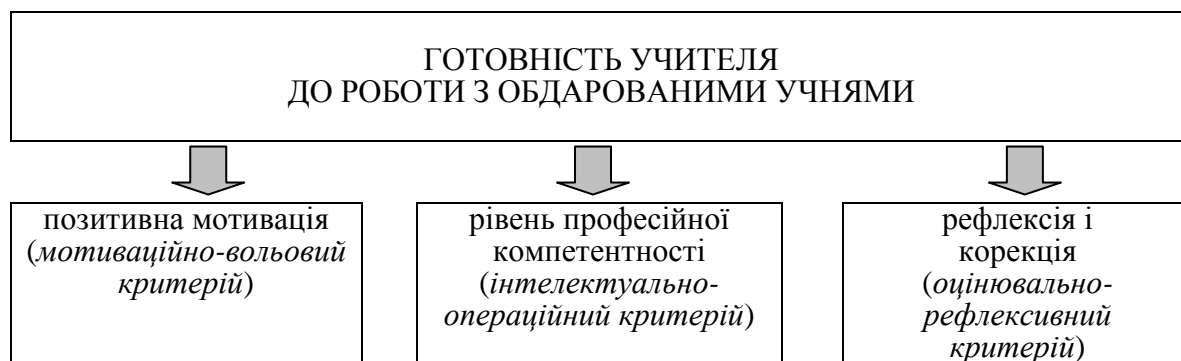 ГОТОВНІСТЬ УЧИТЕЛЯ
ДО РОБОТИ З ОБДАРОВАНИМИ УЧНЯМИ
позитивна мотивація
(мотиваційно-вольовий
критерій)
рівень професійної
компетентності
(інтелектуально-
операційний критерій)
рефлексія і
корекція
(оцінювально-
рефлексивний
критерій)